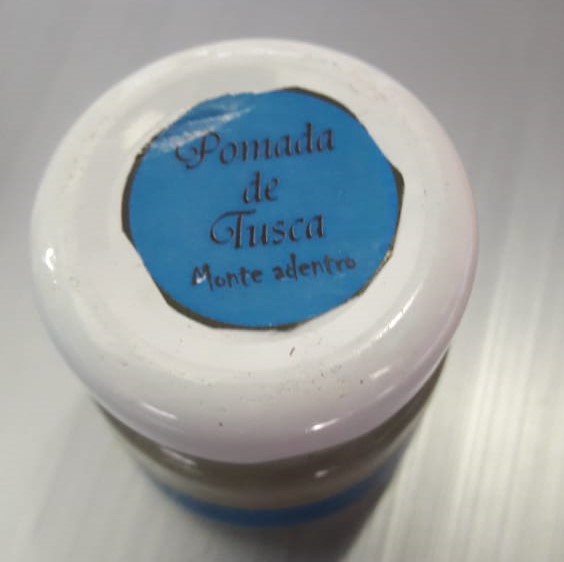 Pomada
de
Tusca
Monte adentro